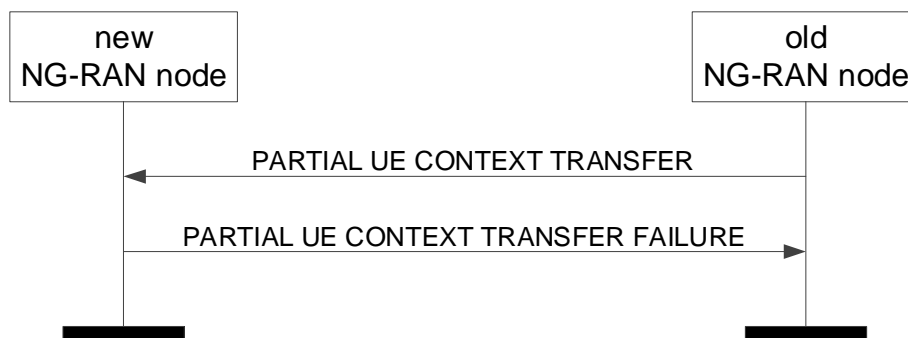 new
NG-RAN node
old
NG-RAN node
PARTIAL UE CONTEXT TRANSFER
PARTIAL UE CONTEXT TRANSFER FAILURE